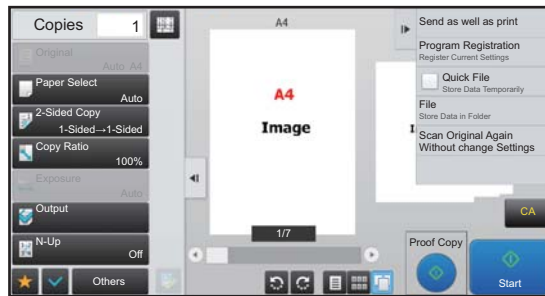 Copies 1
Original
Auto A4
Paper Select
Auto
2-Sided Copy
1-Sided→1-Sided
Copy Ratio
100%
Exposure
Auto
Output
N-Up
Off
Others
A4
A4
Image
1/7
Send as well as print
Program Registration
Register Current Settings
Quick File
Store Data Temporarily
File
Store Data in Folder
Scan Original Again
Without change Settings
CA
Proof Copy
Start